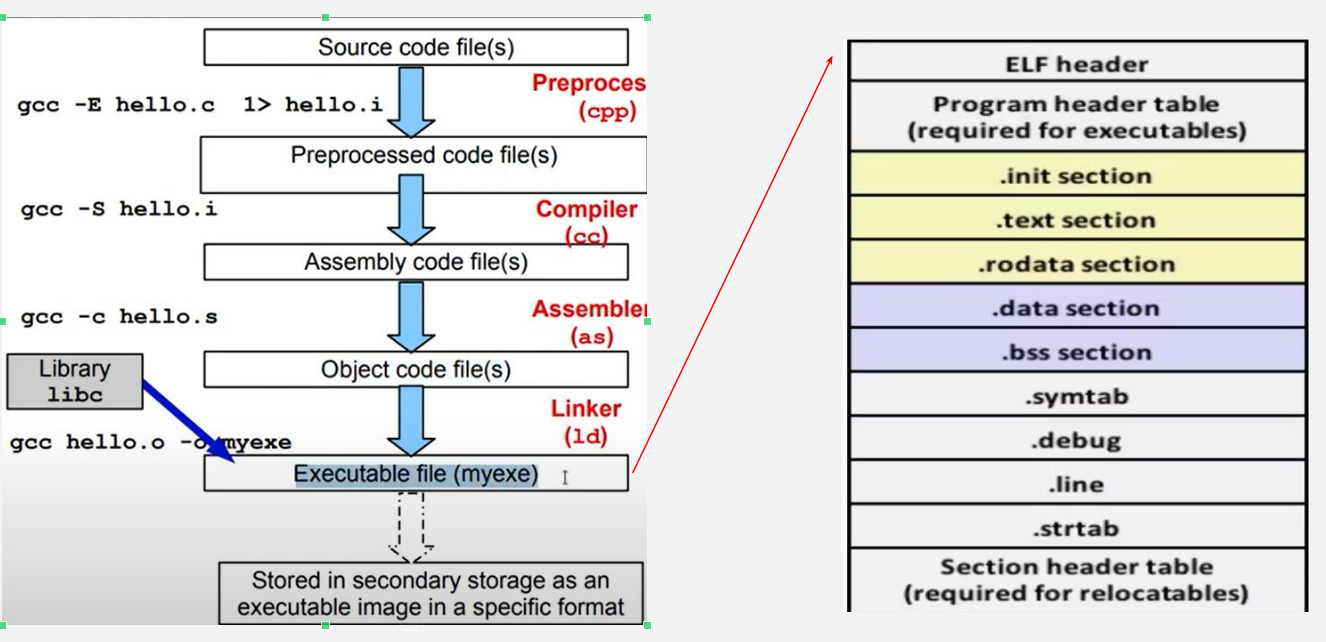 Source code file(s)
Preproces
(cpp)
gcc -E hello.c 1> hello.i
Preprocessed code file(s)
gcc -S hello.i
Compiler
(cc)
Assembly code file(s)
gcc -c hello.s
Assembler
(as)
Library
libc
Object code file(s)
Linker
(ld)
gcc hello.o -o myexe
Executable file (myexe)
Stored in secondary storage as an
executable image in a specific format
ELF header
Program header table
(required for executables)
.init section
.text section
.rodata section
.data section
.bss section
.symtab
.debug
.line
.strtab
Section header table
(required for relocatables)